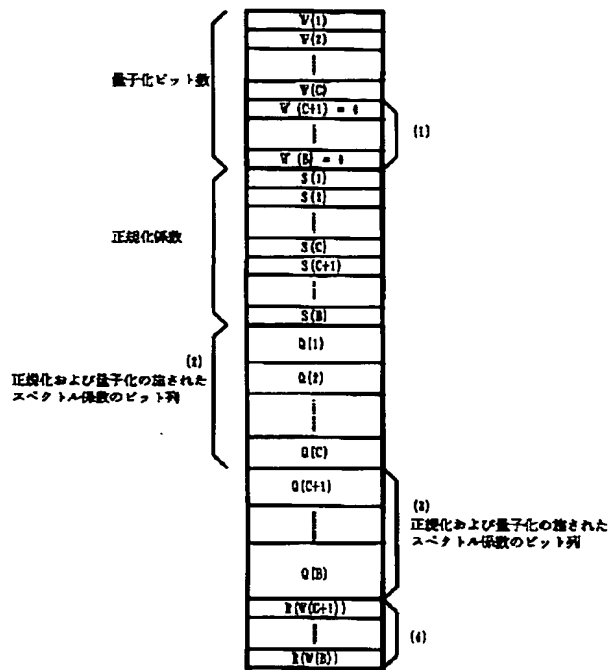 W(1)
W(2)
量子化ビット数
W(C)
W'(C+1) = 0
(1)
W'(B) = 0
S(1)
S(2)
正規化係数
S(C)
S(C+1)
S(B)
Q(1)
(2)
正規化および量子化の施された
スペクトル係数のビット列
Q(2)
Q(C)
Q(C+1)
(3)
正規化および量子化の施された
スペクトル係数のビット列
Q(B)
R(W(C+1))
(4)
R(W(B))